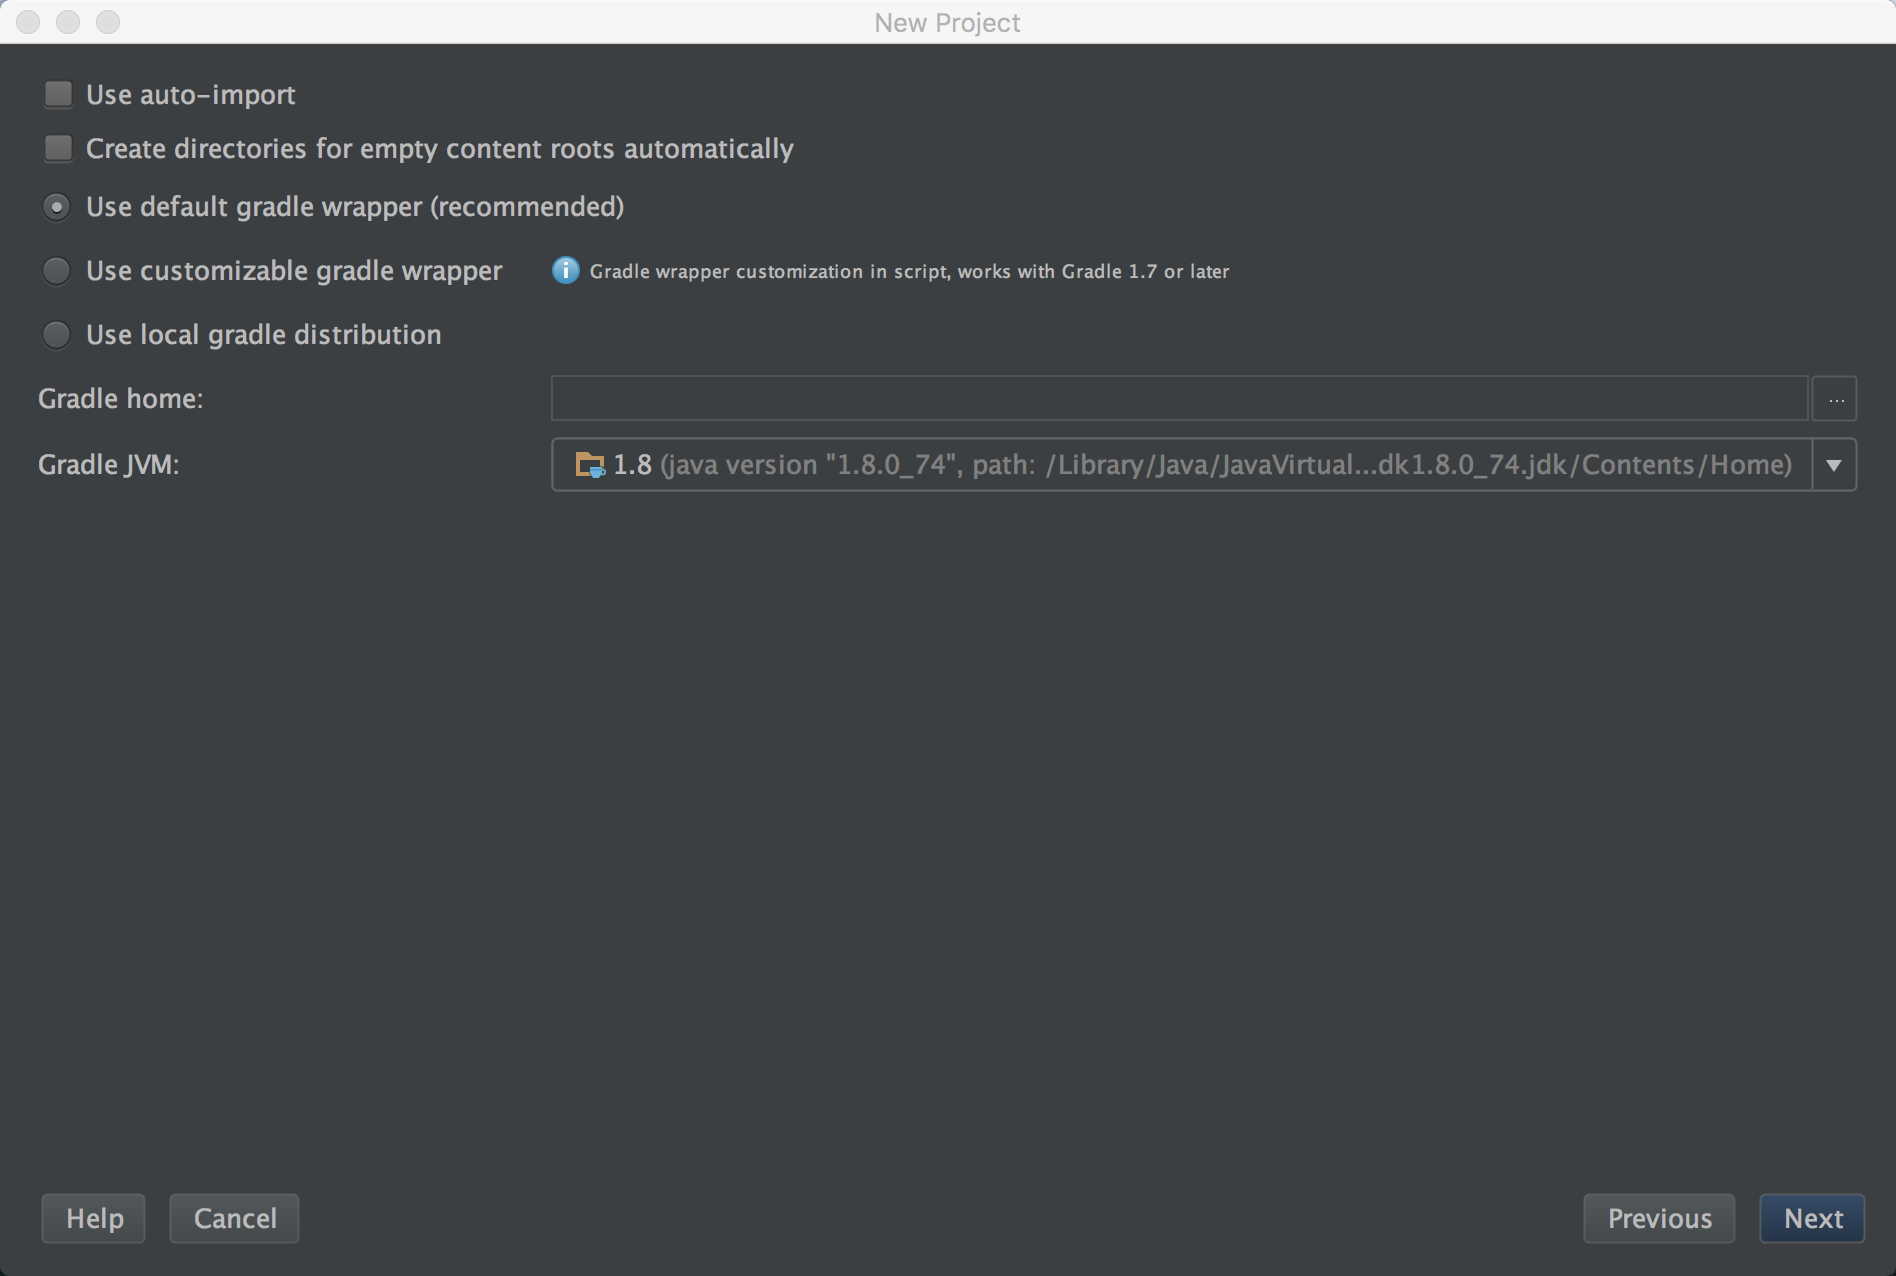 New Project
Use auto-import
Create directories for empty content roots automatically
Use default gradle wrapper (recommended)
Use customizable gradle wrapper
Gradle wrapper customization in script, works with Gradle 1.7 or later
Use local gradle distribution
Gradle home:
...
Gradle JVM:
1.8 (java version "1.8.0_74", path: /Library/Java/JavaVirtual...dk1.8.0_74.jdk/Contents/Home)
Help
Cancel
Previous
Next